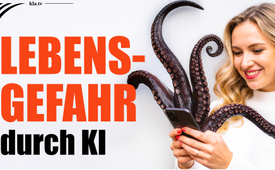 kla.tv
LEBENS-
GEFAHR
durch KI